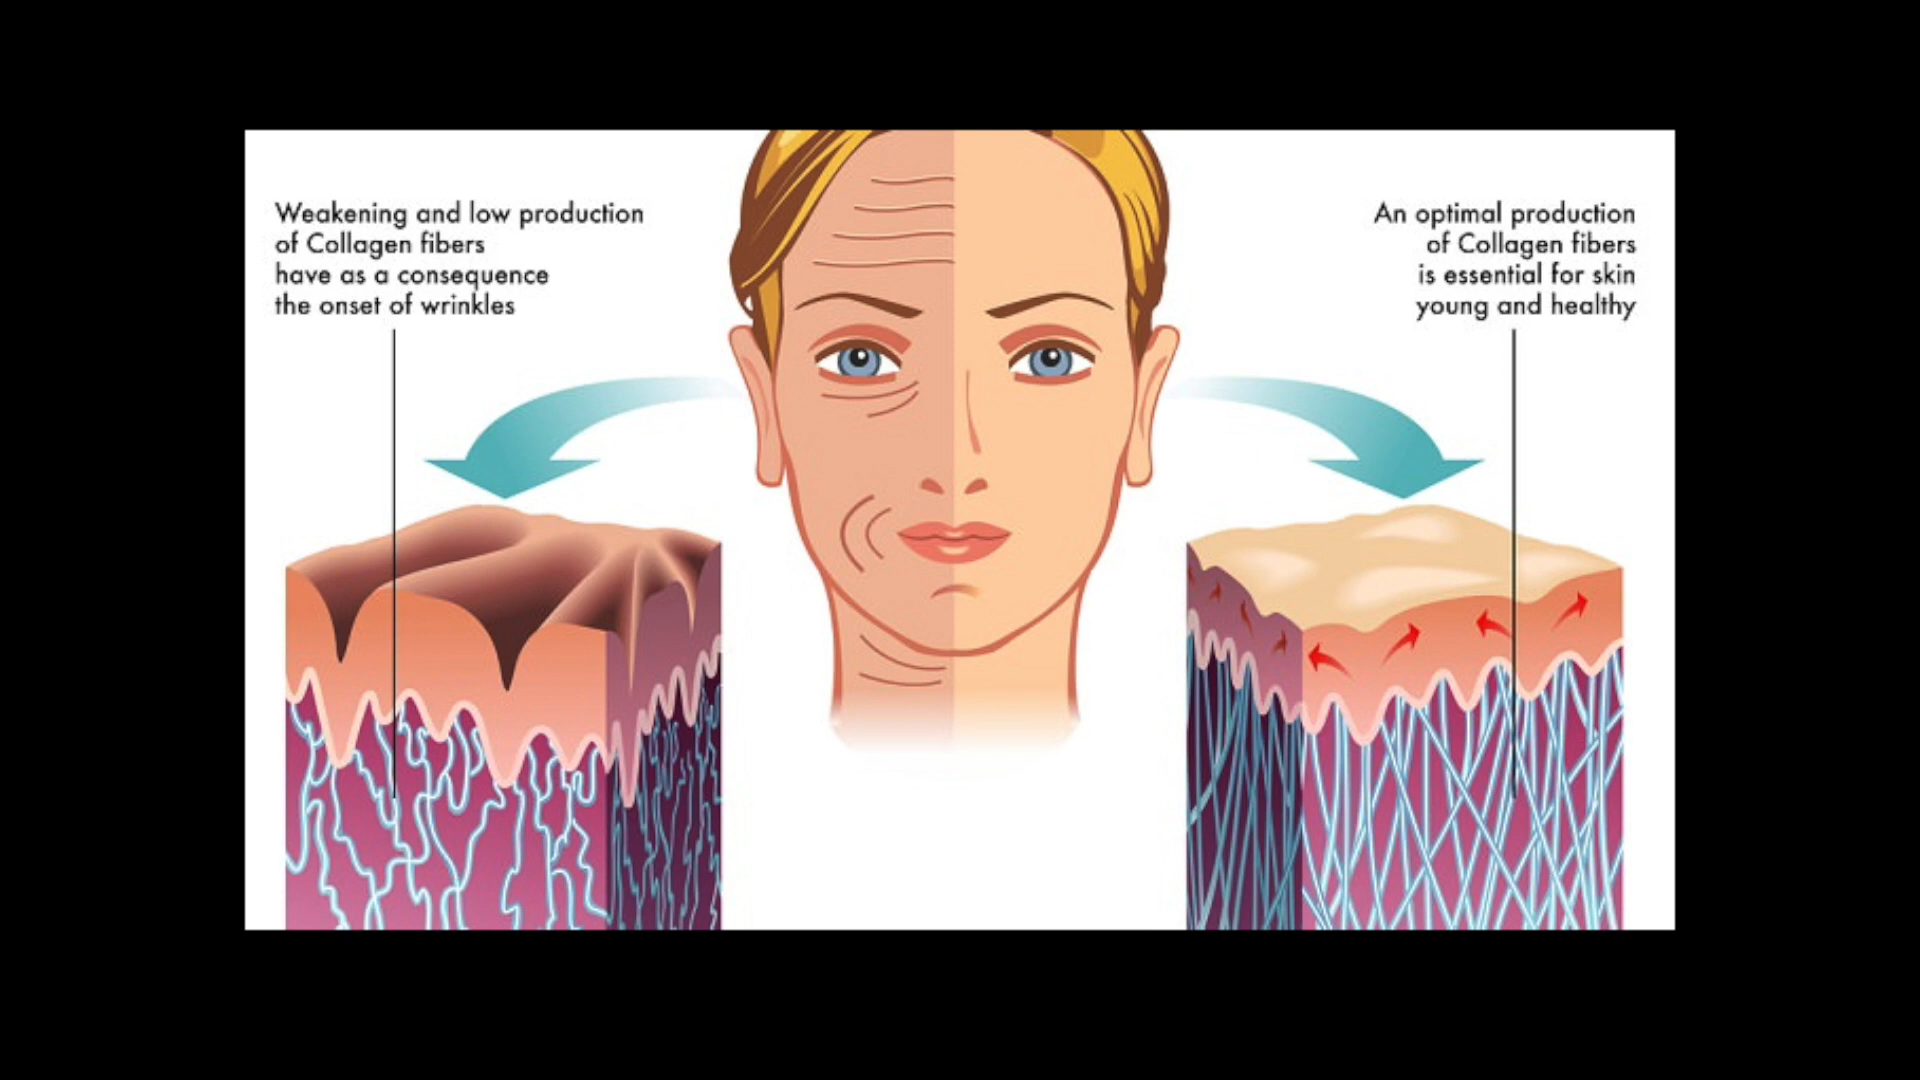 Weakening and low production
of Collagen fibers
have as a consequence
the onset of wrinkles
An optimal production
of Collagen fibers
is essential for skin
young and healthy